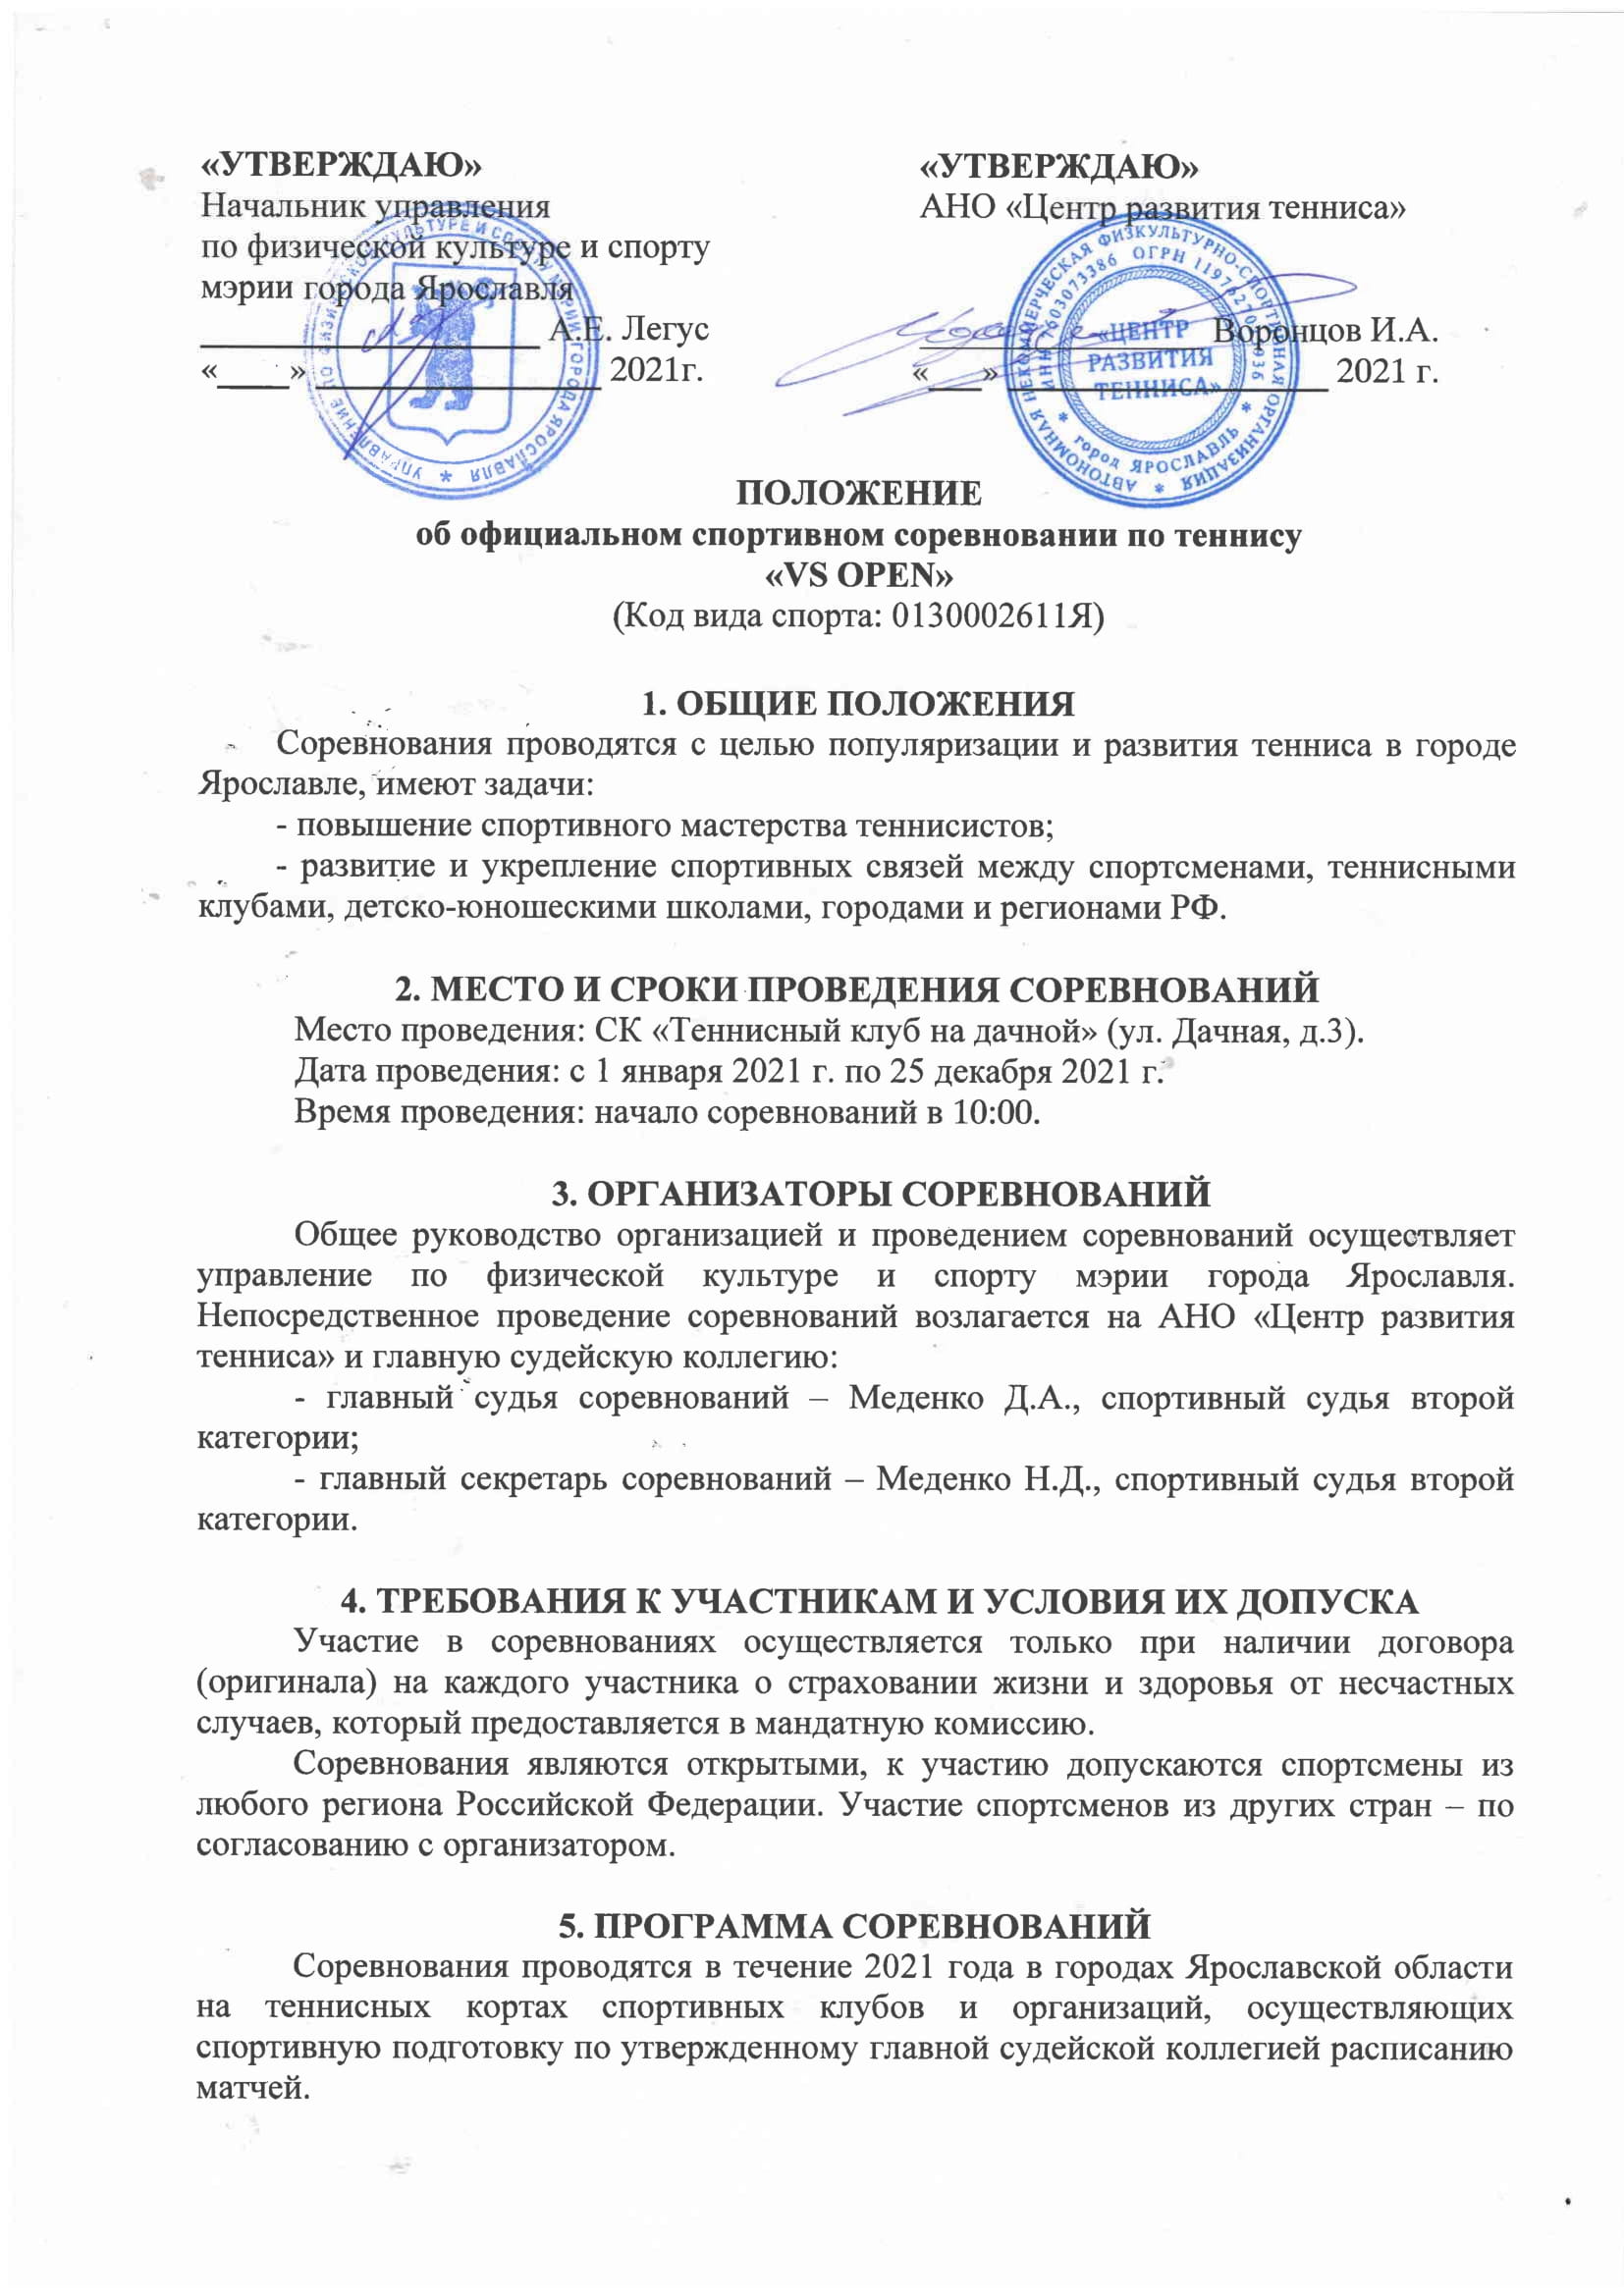 «УТВЕРЖДАЮ»
Начальник управления
по физической культуре и спорту
мэрии города Ярославля
А.Е. Легус
«____» ________________ 2021г.
«УТВЕРЖДАЮ»
АНО «Центр развития тенниса»
Воронцов И.А.
«___» ________________ 2021 г.
УПРАВЛЕНИЕ ПО ФИЗИЧЕСКОЙ КУЛЬТУРЕ И СПОРТУ МЭРИИ ГОРОДА ЯРОСЛАВЛЯ
АВТОНОМНАЯ НЕКОММЕРЧЕСКАЯ ФИЗКУЛЬТУРНО-СПОРТИВНАЯ ОРГАНИЗАЦИЯ
ИНН 7603073386 ОГРН
город ЯРОСЛАВЛЬ
«ЦЕНТР
РАЗВИТИЯ
ТЕННИСА»
ПОЛОЖЕНИЕ
об официальном спортивном соревновании по теннису
«VS OPEN»
(Код вида спорта: 0130002611Я)
1. ОБЩИЕ ПОЛОЖЕНИЯ
Соревнования проводятся с целью популяризации и развития тенниса в городе
Ярославле, имеют задачи:
- повышение спортивного мастерства теннисистов;
- развитие и укрепление спортивных связей между спортсменами, теннисными
клубами, детско-юношескими школами, городами и регионами РФ.
2. МЕСТО И СРОКИ ПРОВЕДЕНИЯ СОРЕВНОВАНИЙ
Место проведения: СК «Теннисный клуб на дачной» (ул. Дачная, д.3).
Дата проведения: с 1 января 2021 г. по 25 декабря 2021 г.
Время проведения: начало соревнований в 10:00.
3. ОРГАНИЗАТОРЫ СОРЕВНОВАНИЙ
Общее руководство организацией и проведением соревнований осуществляет
управление по физической культуре и спорту мэрии города Ярославля.
Непосредственное проведение соревнований возлагается на АНО «Центр развития
тенниса» и главную судейскую коллегию:
- главный судья соревнований – Меденко Д.А., спортивный судья второй
категории;
- главный секретарь соревнований – Меденко Н.Д., спортивный судья второй
категории.
4. ТРЕБОВАНИЯ К УЧАСТНИКАМ И УСЛОВИЯ ИХ ДОПУСКА
Участие в соревнованиях осуществляется только при наличии договора
(оригинала) на каждого участника о страховании жизни и здоровья от несчастных
случаев, который предоставляется в мандатную комиссию.
Соревнования являются открытыми, к участию допускаются спортсмены из
любого региона Российской Федерации. Участие спортсменов из других стран – по
согласованию с организатором.
5. ПРОГРАММА СОРЕВНОВАНИЙ
Соревнования проводятся в течение 2021 года в городах Ярославской области
на теннисных кортах спортивных клубов и организаций, осуществляющих
спортивную подготовку по утвержденному главной судейской коллегией расписанию
матчей.